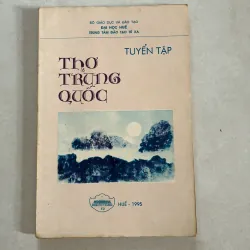 BỘ GIÁO DỤC VÀ ĐÀO TẠO
ĐẠI HỌC HUẾ
TRUNG TÂM ĐÀO TẠO TỪ XA
TUYỂN TẬP
THƠ
TRUNG
QUỐC
HUẾ - 1995